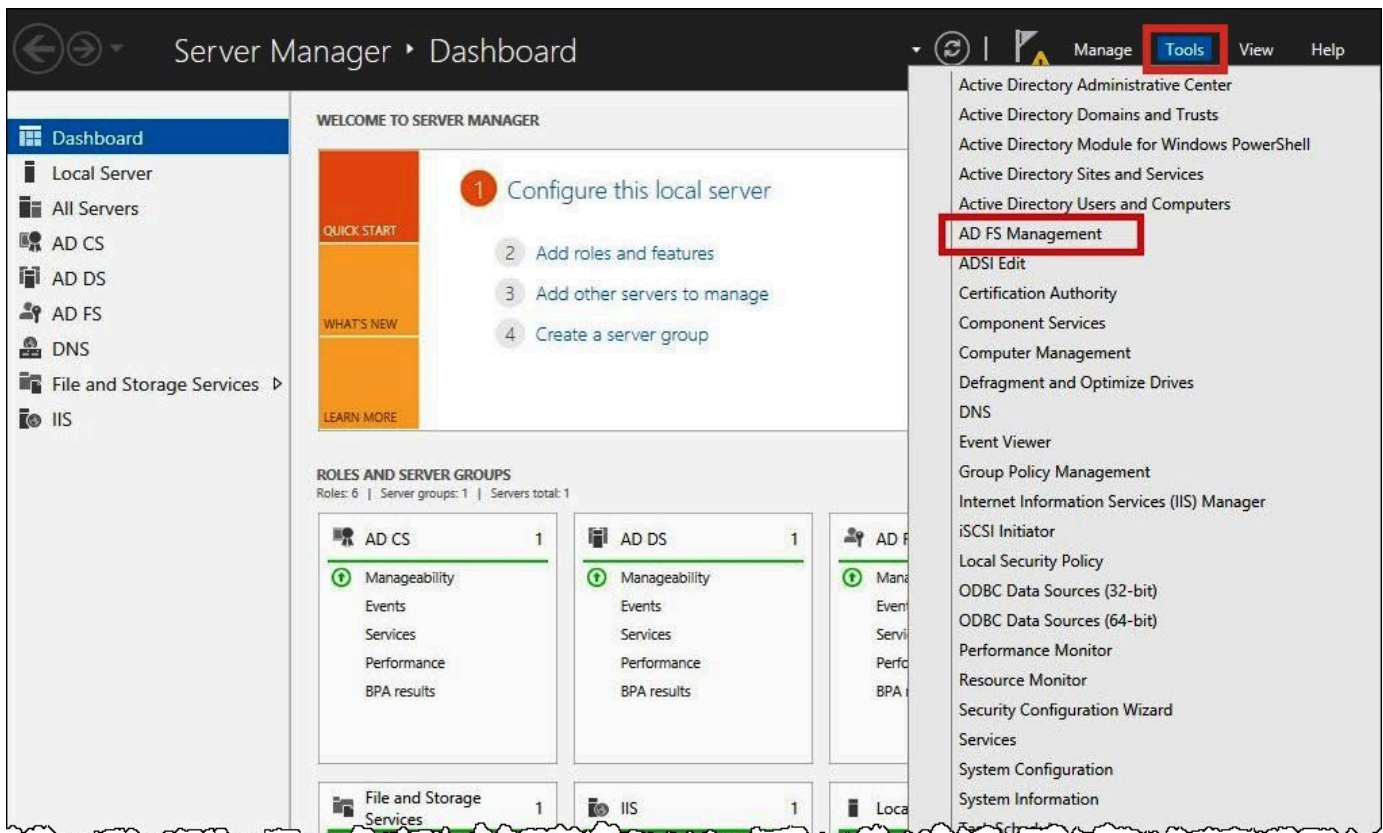 Server Manager ‣ Dashboard
Manage Tools View Help
Dashboard
Local Server
All Servers
AD CS
AD DS
AD FS
DNS
File and Storage Services
IIS
WELCOME TO SERVER MANAGER
QUICK START
WHAT'S NEW
LEARN MORE
1 Configure this local server
2 Add roles and features
3 Add other servers to manage
4 Create a server group
ROLES AND SERVER GROUPS
Roles: 6 | Server groups: 1 | Servers total: 1
AD CS 1
Manageability
Events
Services
Performance
BPA results
AD DS 1
Manageability
Events
Services
Performance
BPA results
AD
File and Storage
Services 1
IIS 1
Active Directory Administrative Center
Active Directory Domains and Trusts
Active Directory Module for Windows PowerShell
Active Directory Sites and Services
Active Directory Users and Computers
AD FS Management
ADSI Edit
Certification Authority
Component Services
Computer Management
Defragment and Optimize Drives
DNS
Event Viewer
Group Policy Management
Internet Information Services (IIS) Manager
iSCSI Initiator
Local Security Policy
ODBC Data Sources (32-bit)
ODBC Data Sources (64-bit)
Performance Monitor
Resource Monitor
Security Configuration Wizard
Services
System Configuration
System Information